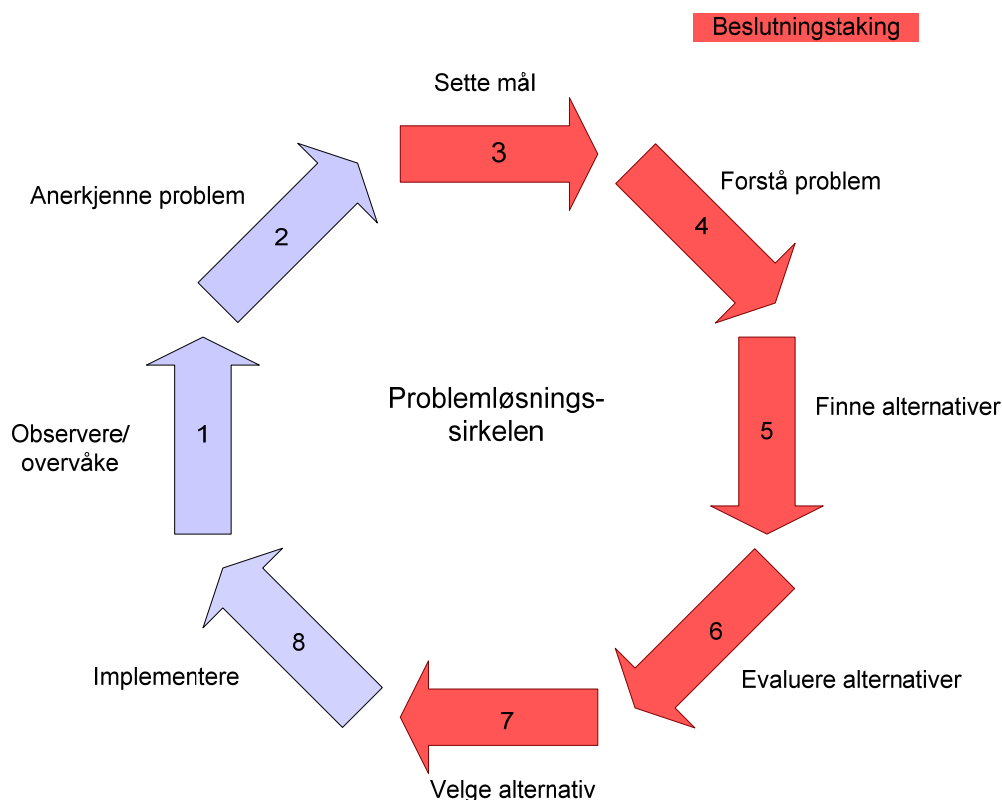 Beslutningstaking
Sette mål
3
Forstå problem
4
Anerkjenne problem
2
Problemløsnings-
sirkelen
Finne alternativer
5
Observere/
overvåke
1
6
Evaluere alternativer
8
Implementere
7
Velge alternativ